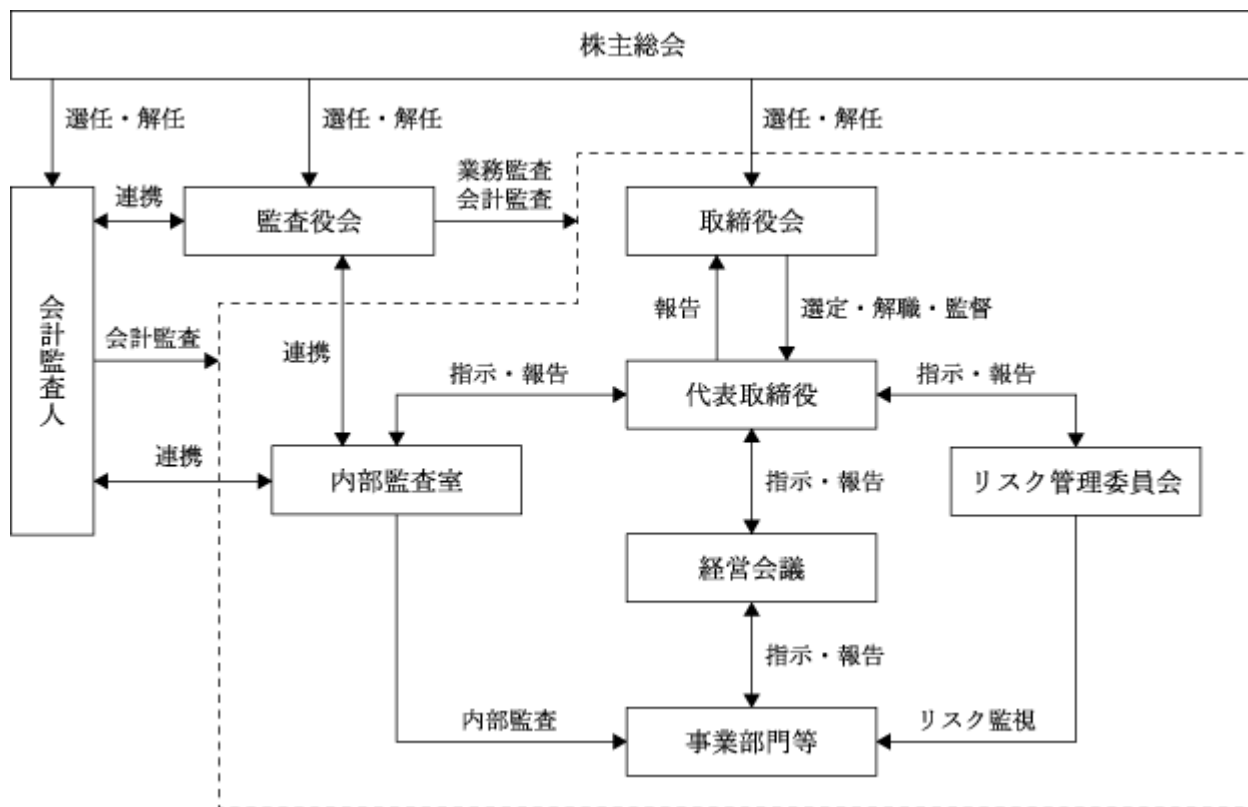 株主総会
選任・解任
選任・解任
選任・解任
連携
監査役会
業務監査
会計監査
取締役会
会計監査人
会計監査
連携
報告
選定・解職・監督
指示・報告
代表取締役
指示・報告
連携
内部監査室
指示・報告
リスク管理委員会
経営会議
指示・報告
内部監査
事業部門等
リスク監視